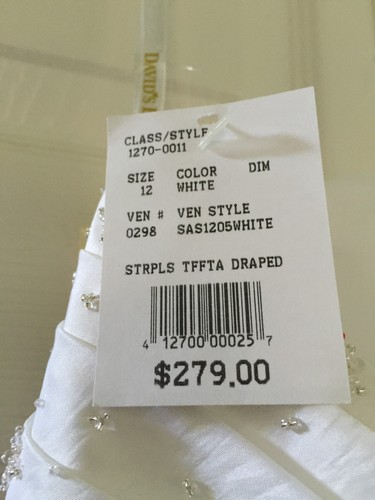 DAVID'S
CLASS/STYLE
1270-0011
SIZE COLOR DIM
12 WHITE
VEN # VEN STYLE
0298 SAS1205WHITE
STRPLS TFFTA DRAPED
4 12700 00025 7
$279.00